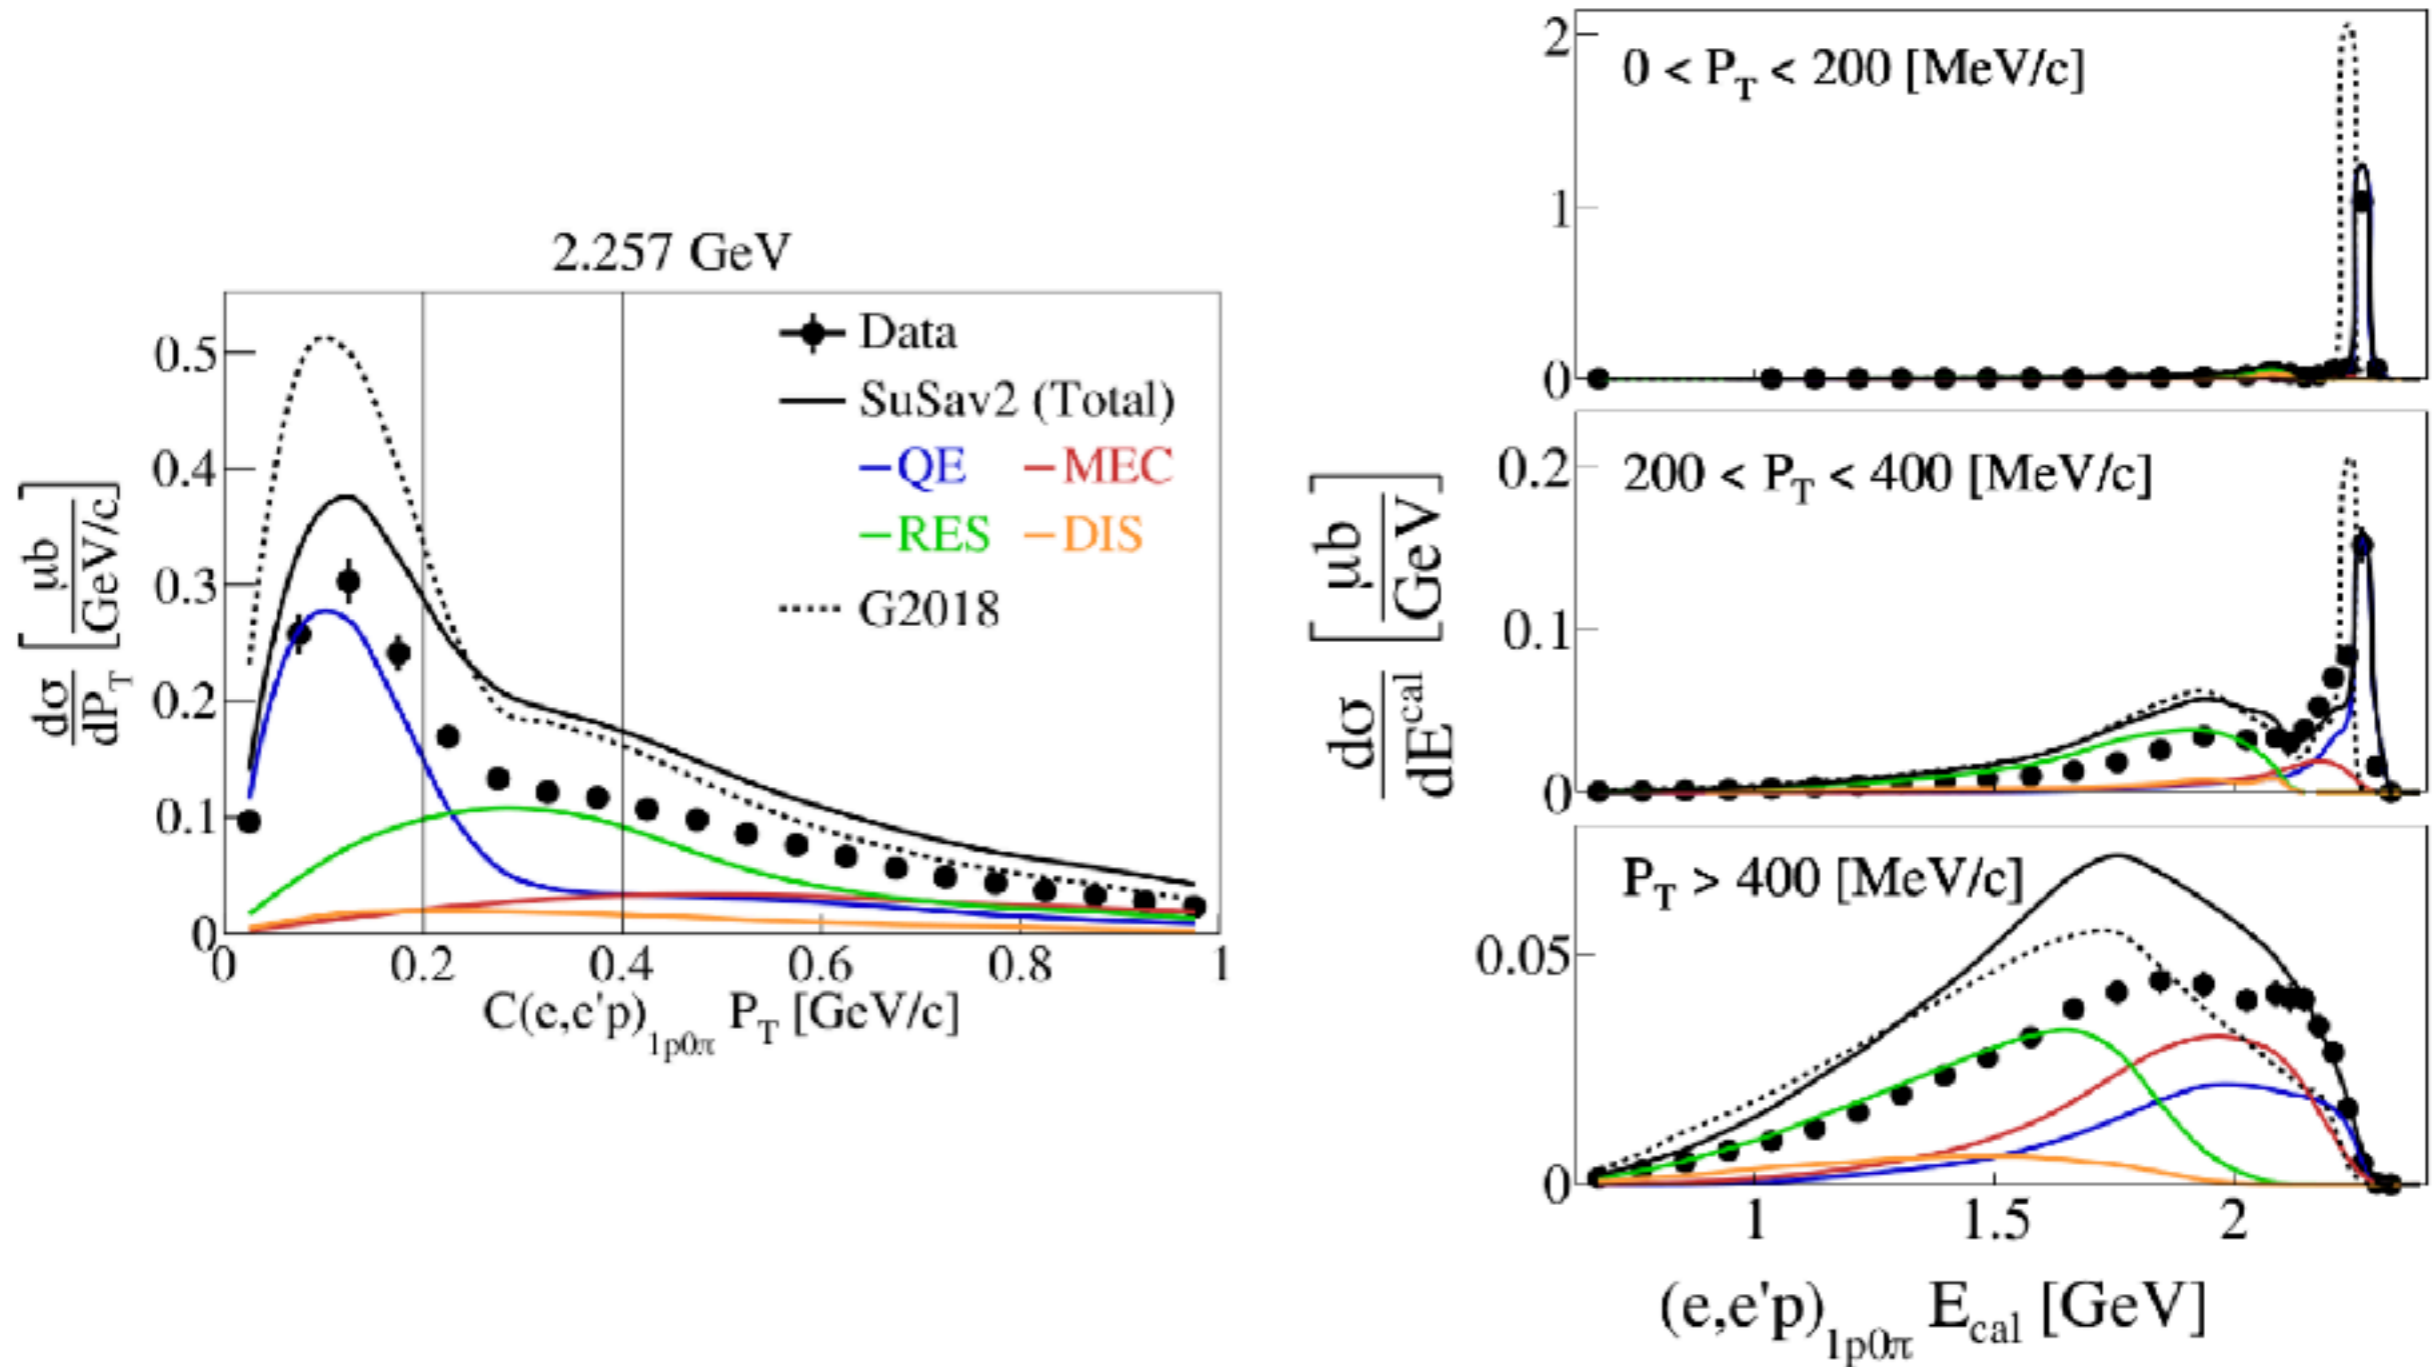 2.257 GeV
Data
SuSav2 (Total)
QE
MEC
RES
DIS
G2018
dσ/dP_T [μb/GeV/c]
0.5
0.4
0.3
0.2
0.1
0
0 0.2 0.4 0.6 0.8 1
C(e,e'p)_1p0π P_T [GeV/c]
0 < P_T < 200 [MeV/c]
2
1
0
200 < P_T < 400 [MeV/c]
0.2
0.1
0
dσ/dE^cal [μb/GeV]
P_T > 400 [MeV/c]
0.05
0
1 1.5 2
(e,e'p)_1p0π E_cal [GeV]